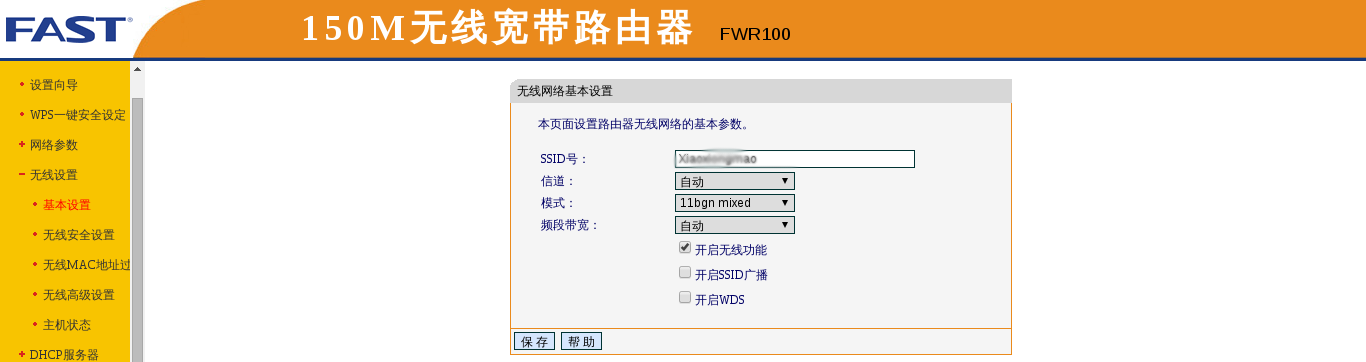 FAST®
150M无线宽带路由器 FWR100
设置向导
WPS一键安全设定
网络参数
无线设置
基本设置
无线安全设置
无线MAC地址过
无线高级设置
主机状态
DHCP服务器
无线网络基本设置
本页面设置路由器无线网络的基本参数。
SSID号：
信道： 自动
模式： 11bgn mixed
频段带宽： 自动
开启无线功能
开启SSID广播
开启WDS
保 存 帮 助